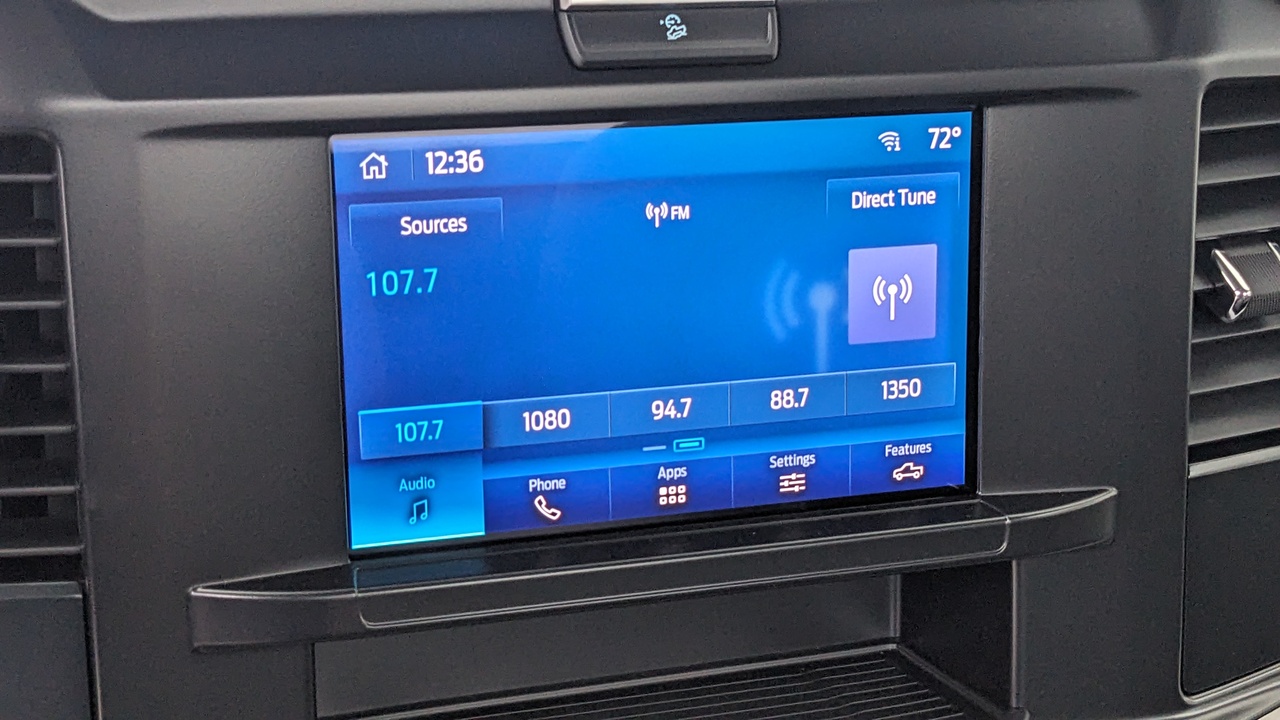 12:36
72°
Sources
FM
Direct Tune
107.7
107.7
1080
94.7
88.7
1350
Audio
Phone
Apps
Settings
Features